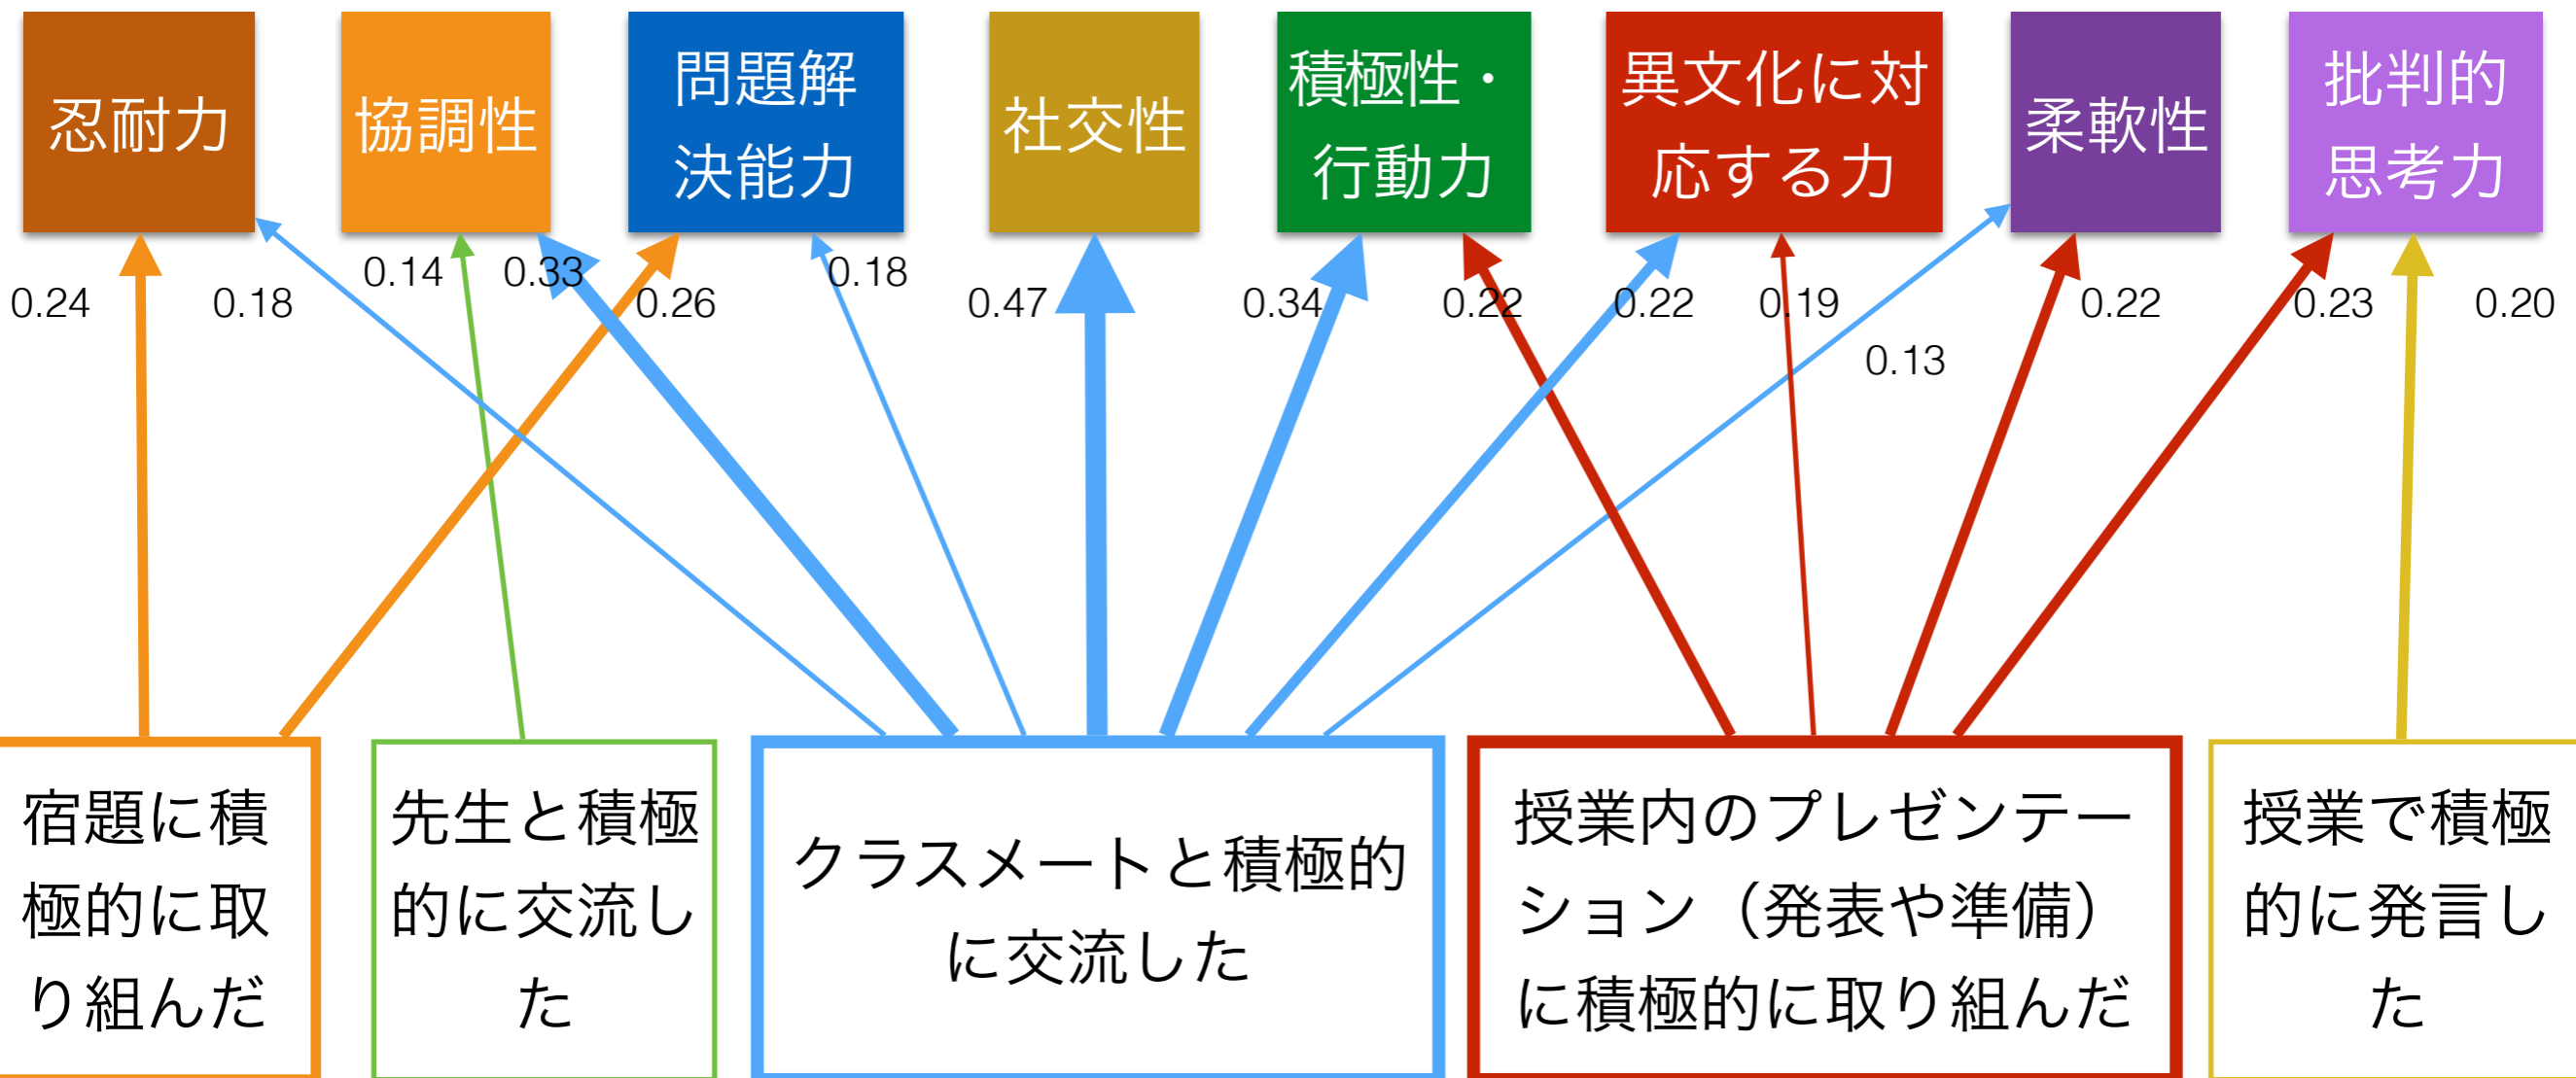 忍耐力
協調性
問題解
決能力
社交性
積極性・
行動力
異文化に対
応する力
柔軟性
批判的
思考力
0.24
0.18
0.14
0.33
0.26
0.18
0.47
0.34
0.22
0.22
0.19
0.13
0.22
0.23
0.20
宿題に積
極的に取
り組んだ
先生と積極
的に交流し
た
クラスメートと積極的
に交流した
授業内のプレゼンテー
ション（発表や準備）
に積極的に取り組んだ
授業で積極
的に発言し
た